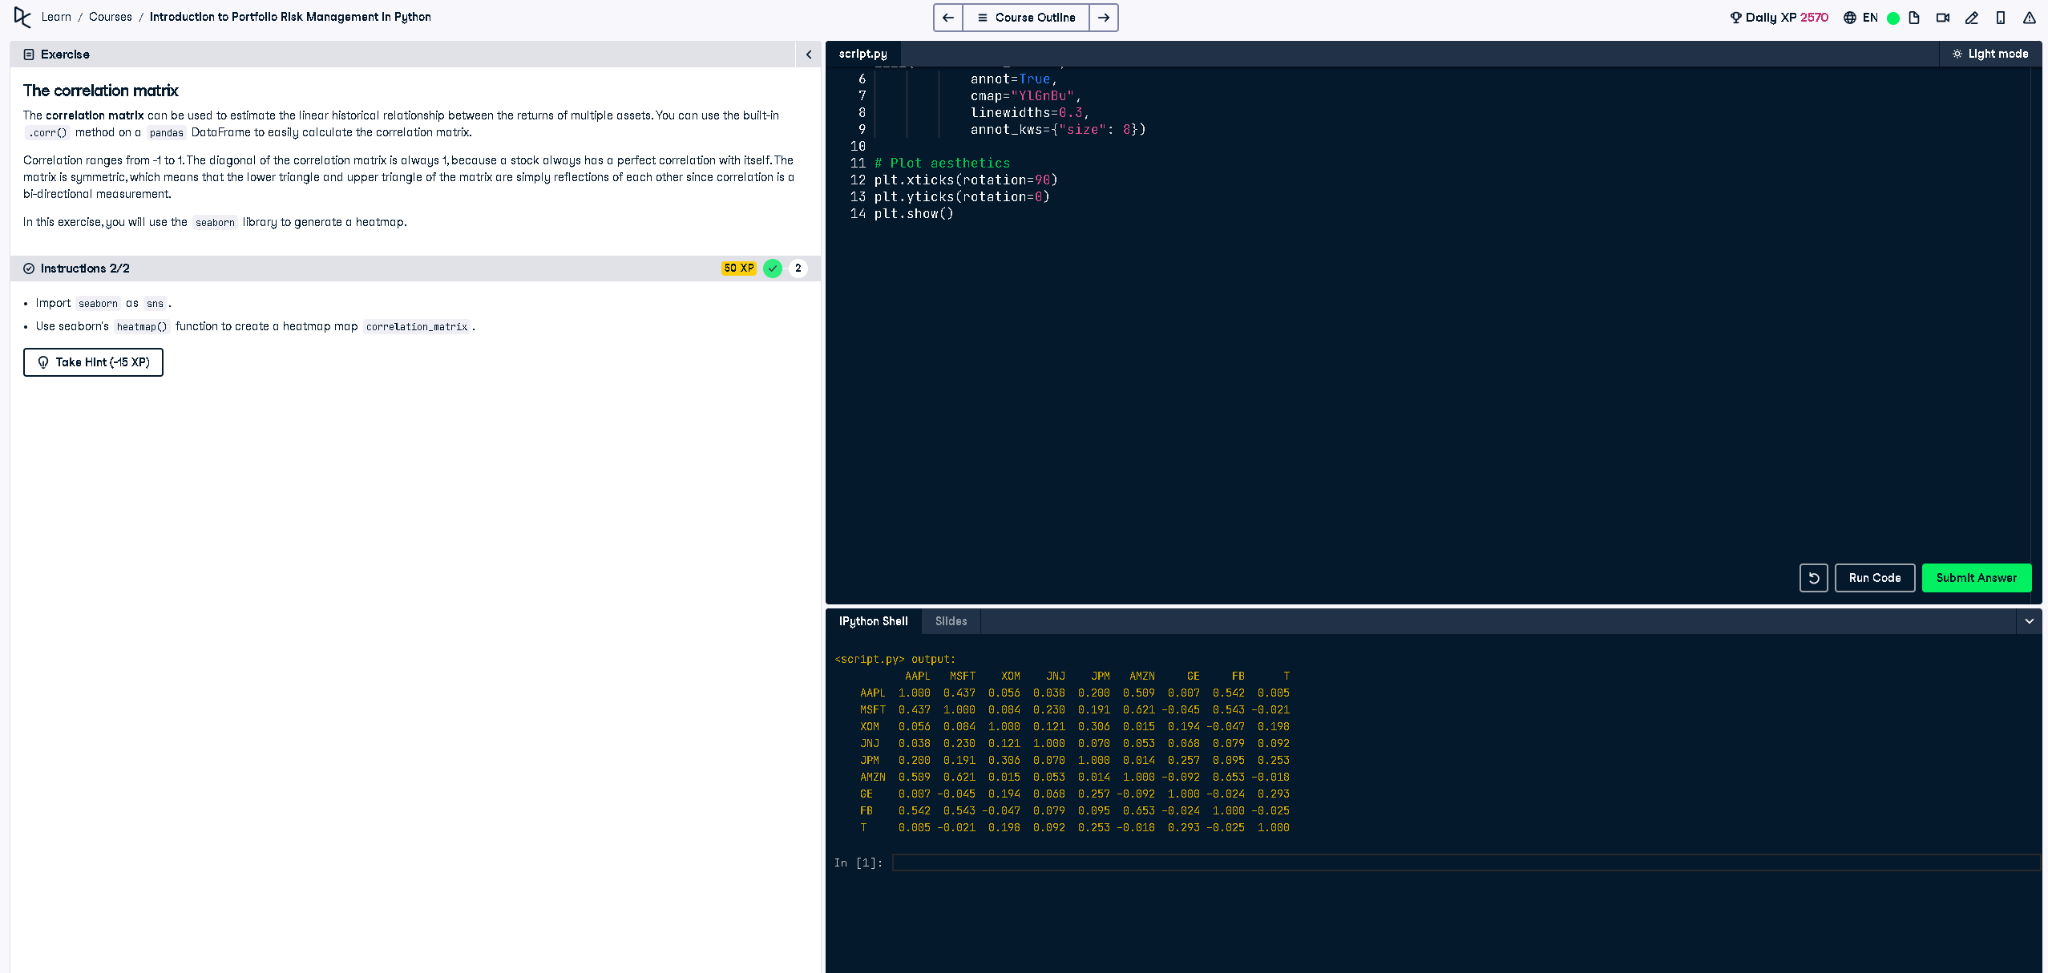 Learn / Courses / Introduction to Portfolio Risk Management in Python
Course Outline
Daily XP 2570
EN
Exercise
The correlation matrix
The correlation matrix can be used to estimate the linear historical relationship between the returns of multiple assets. You can use the built-in
.corr() method on a pandas DataFrame to easily calculate the correlation matrix.
Correlation ranges from -1 to 1. The diagonal of the correlation matrix is always 1, because a stock always has a perfect correlation with itself. The
matrix is symmetric, which means that the lower triangle and upper triangle of the matrix are simply reflections of each other since correlation is a
bi-directional measurement.
In this exercise, you will use the seaborn library to generate a heatmap.
Instructions 2/2
50 XP
2
• Import seaborn as sns.
• Use seaborn's heatmap() function to create a heatmap map correlation_matrix.
Take Hint (-15 XP)
script.py
Light mode
6 annot=True,
7 cmap="YlGnBu",
8 linewidths=0.3,
9 annot_kws={"size": 8})
10
11 # Plot aesthetics
12 plt.xticks(rotation=90)
13 plt.yticks(rotation=0)
14 plt.show()
Run Code
Submit Answer
IPython Shell
Slides
<script.py> output:
AAPL MSFT XOM JNJ JPM AMZN GE FB T
AAPL 1.000 0.437 0.056 0.038 0.200 0.509 0.007 0.542 0.005
MSFT 0.437 1.000 0.084 0.230 0.191 0.621 -0.045 0.543 -0.021
XOM 0.056 0.084 1.000 0.121 0.306 0.015 0.194 -0.047 0.198
JNJ 0.038 0.230 0.121 1.000 0.070 0.053 0.068 0.079 0.092
JPM 0.200 0.191 0.306 0.070 1.000 0.014 0.257 0.095 0.253
AMZN 0.509 0.621 0.015 0.053 0.014 1.000 -0.092 0.653 -0.018
GE 0.007 -0.045 0.194 0.068 0.257 -0.092 1.000 -0.024 0.293
FB 0.542 0.543 -0.047 0.079 0.095 0.653 -0.024 1.000 -0.025
T 0.005 -0.021 0.198 0.092 0.253 -0.018 0.293 -0.025 1.000
In [1]: